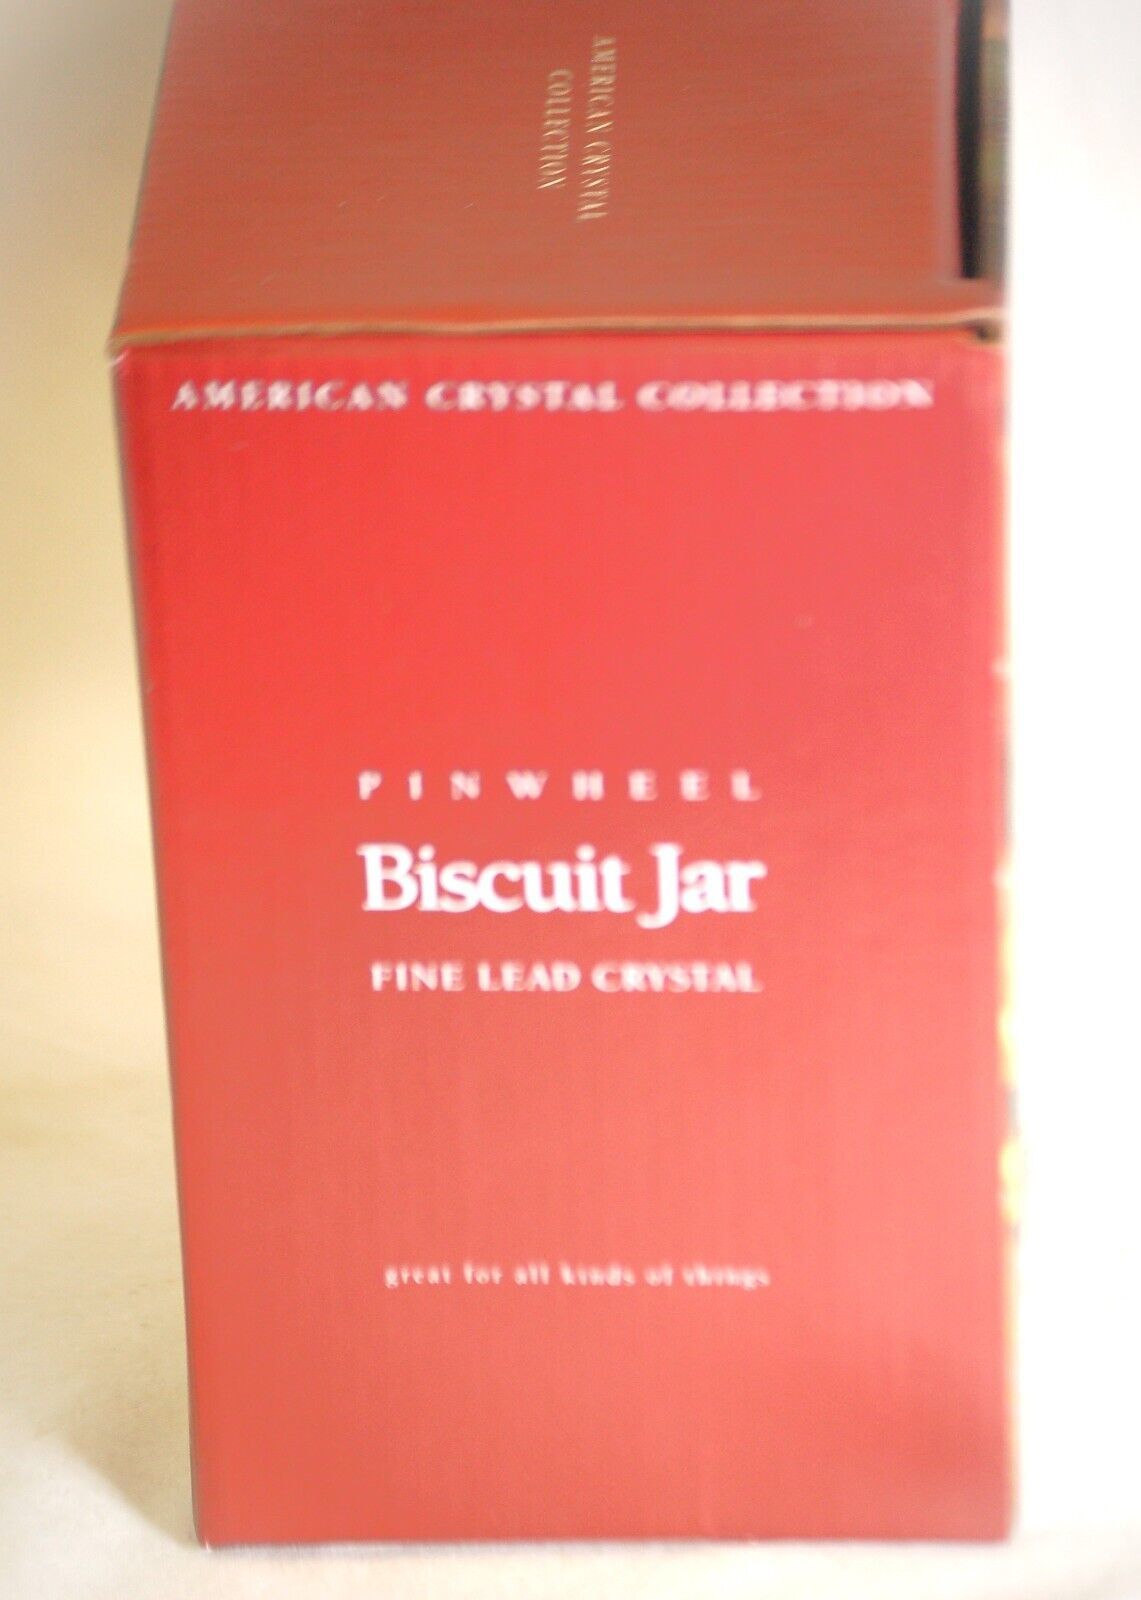 AMERICAN CRYSTAL
COLLECTION
AMERICAN CRYSTAL COLLECTION
PINWHEEL
Biscuit Jar
FINE LEAD CRYSTAL
great for all kinds of things